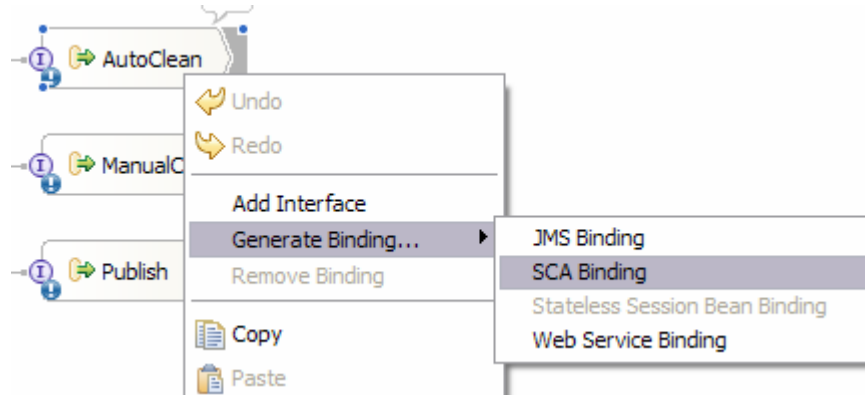 AutoClean
Undo
Redo
ManualC
Add Interface
Generate Binding...
JMS Binding
SCA Binding
Publish
Remove Binding
Stateless Session Bean Binding
Web Service Binding
Copy
Paste